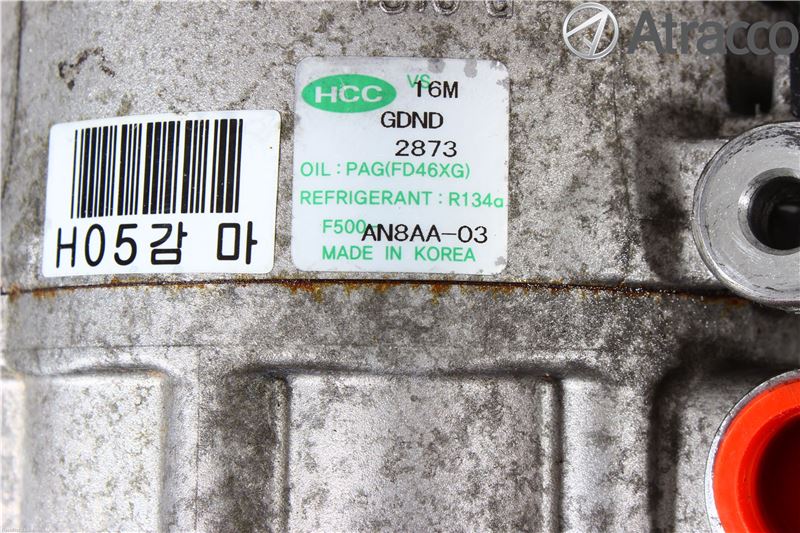 Atracco
HCC VS 16M
GDND
2873
OIL : PAG(FD46XG)
REFRIGERANT : R134a
F500 AN8AA-03
MADE IN KOREA
H05감 마